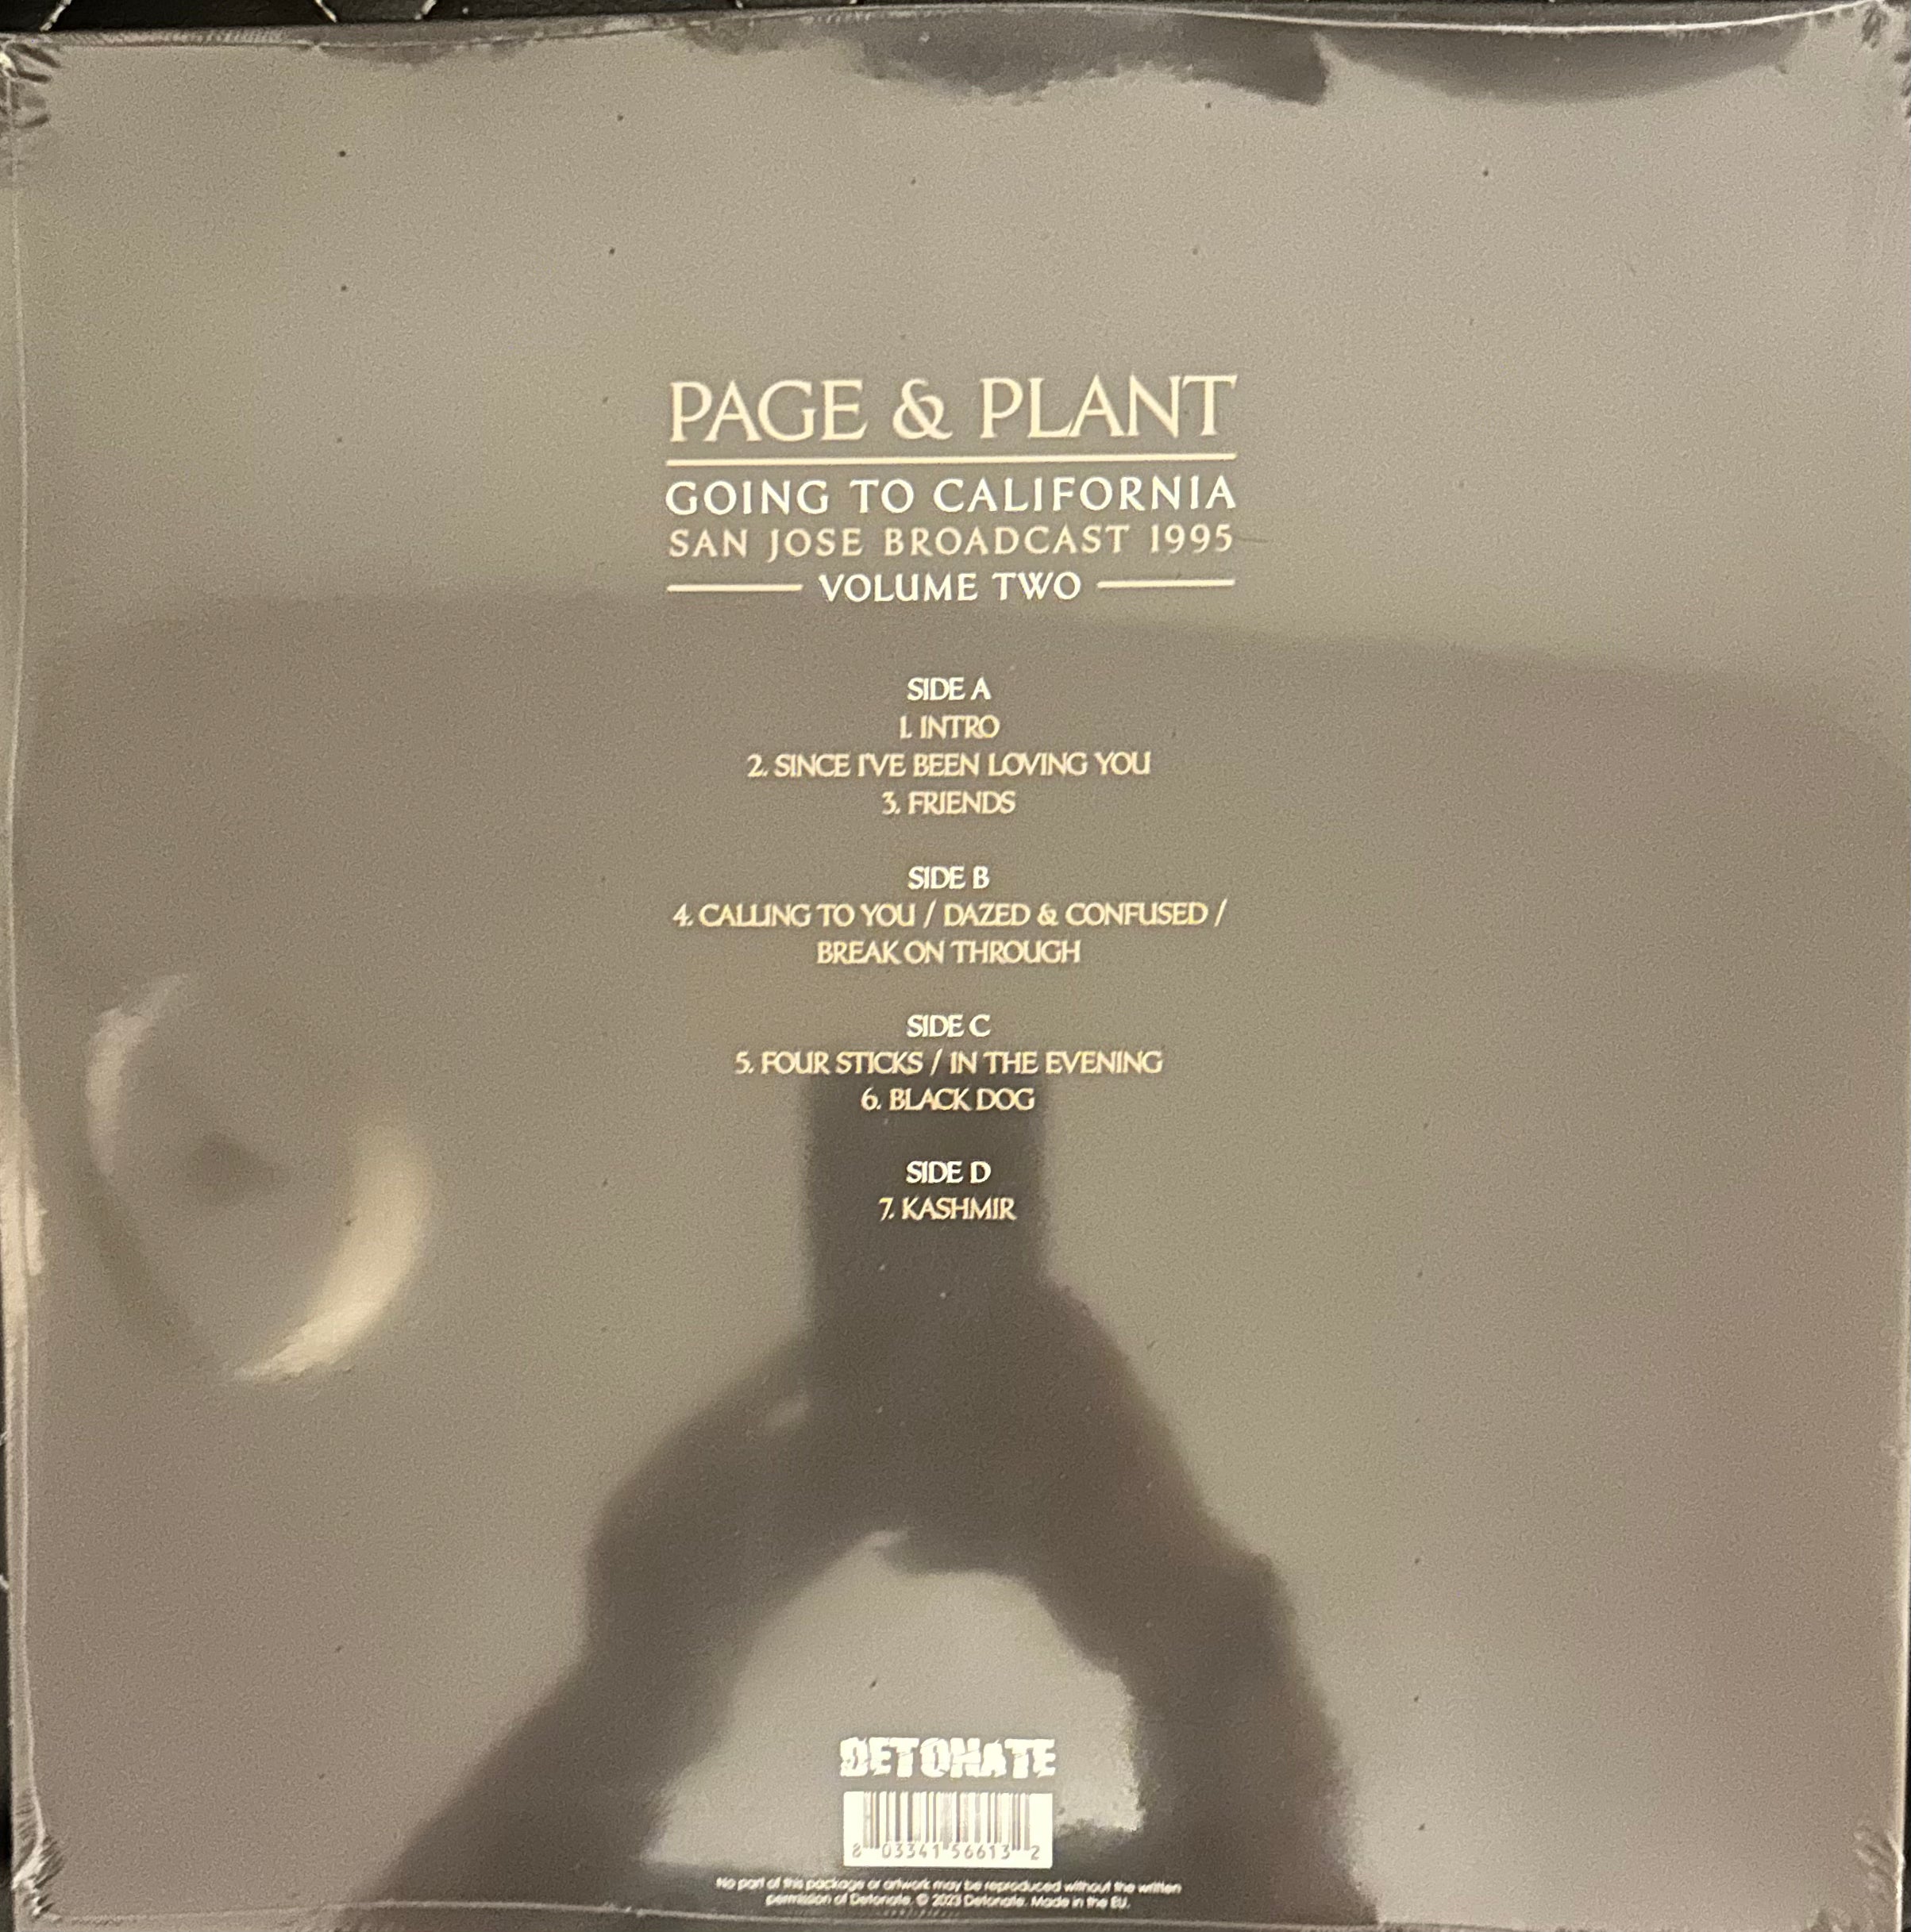 PAGE & PLANT
GOING TO CALIFORNIA
SAN JOSE BROADCAST 1995
VOLUME TWO
SIDE A
1. INTRO
2. SINCE I'VE BEEN LOVING YOU
3. FRIENDS
SIDE B
4. CALLING TO YOU / DAZED & CONFUSED /
BREAK ON THROUGH
SIDE C
5. FOUR STICKS / IN THE EVENING
6. BLACK DOG
SIDE D
7. KASHMIR
DETONATE
8 03341 56613 2
No part of this package or artwork may be reproduced without the written
permission of Detonate. © 2023 Detonate. Made in the EU.